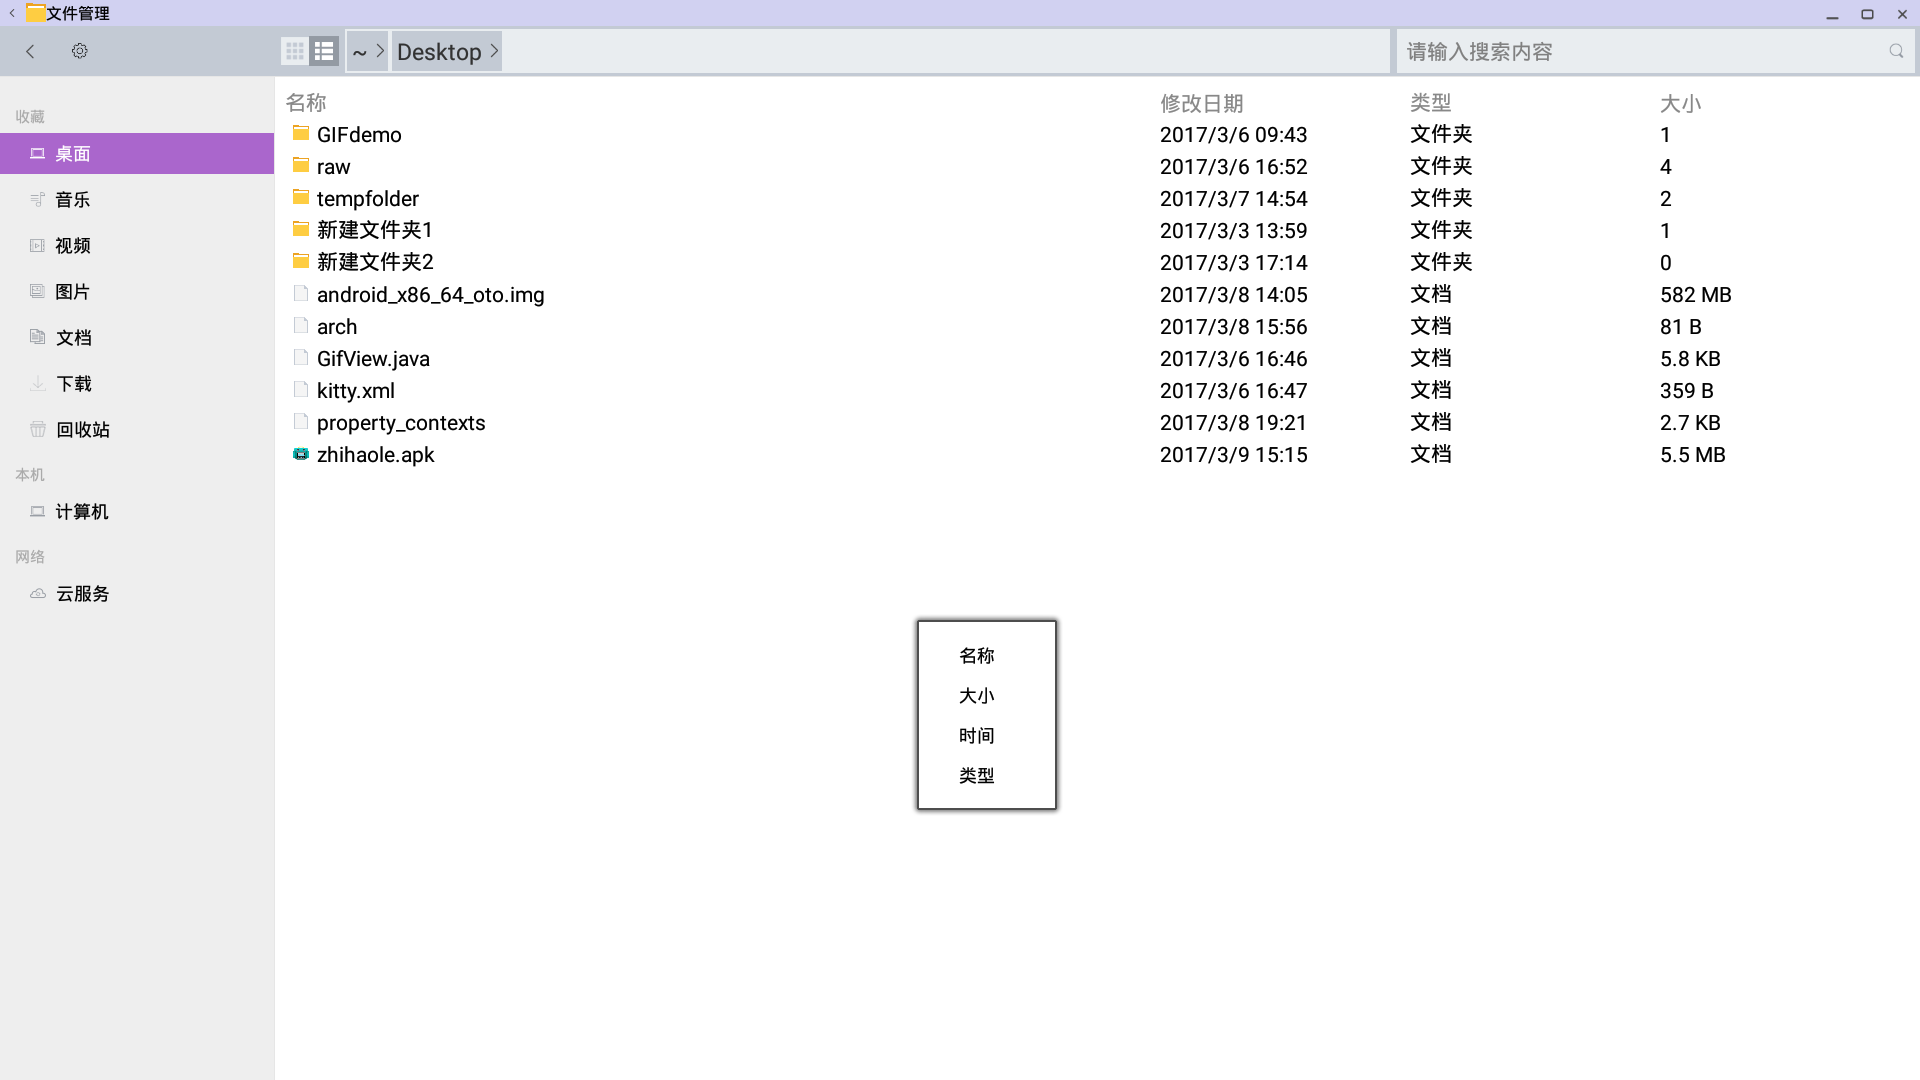 文件管理
~ Desktop 请输入搜索内容
收藏
桌面
音乐
视频
图片
文档
下载
回收站
本机
计算机
网络
云服务
名称 修改日期 类型 大小
GIFdemo 2017/3/6 09:43 文件夹 1
raw 2017/3/6 16:52 文件夹 4
tempfolder 2017/3/7 14:54 文件夹 2
新建文件夹1 2017/3/3 13:59 文件夹 1
新建文件夹2 2017/3/3 17:14 文件夹 0
android_x86_64_oto.img 2017/3/8 14:05 文档 582 MB
arch 2017/3/8 15:56 文档 81 B
GifView.java 2017/3/6 16:46 文档 5.8 KB
kitty.xml 2017/3/6 16:47 文档 359 B
property_contexts 2017/3/8 19:21 文档 2.7 KB
zhihaole.apk 2017/3/9 15:15 文档 5.5 MB
名称
大小
时间
类型